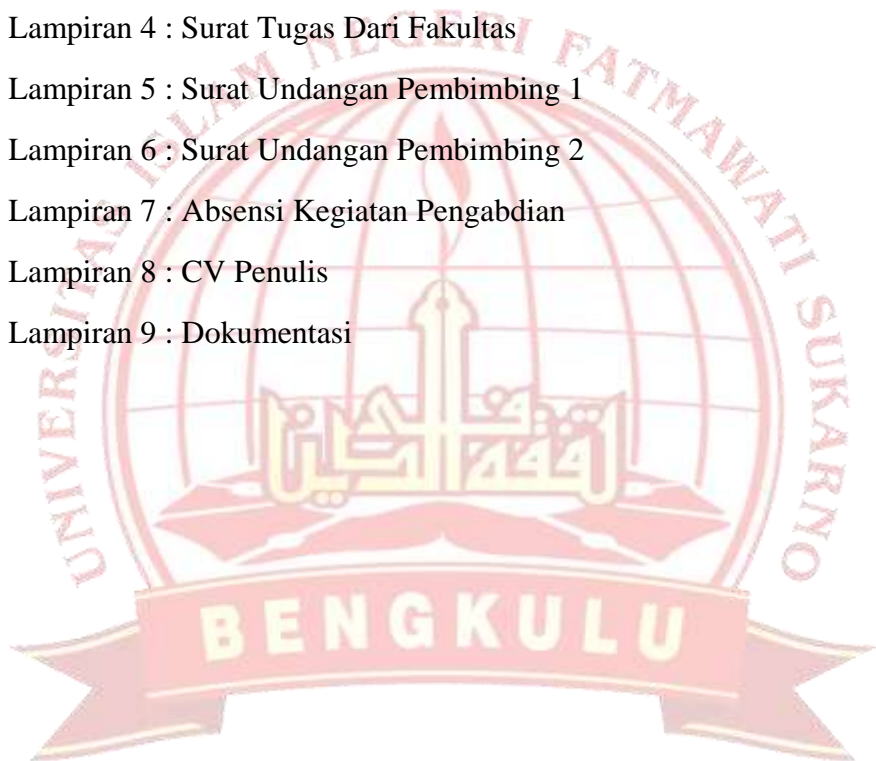 Lampiran 4 : Surat Tugas Dari Fakultas
Lampiran 5 : Surat Undangan Pembimbing 1
Lampiran 6 : Surat Undangan Pembimbing 2
Lampiran 7 : Absensi Kegiatan Pengabdian
Lampiran 8 : CV Penulis
Lampiran 9 : Dokumentasi
UNIVERSITAS ISLAM NEGERI FATMAWATI SUKARNO
BENGKULU